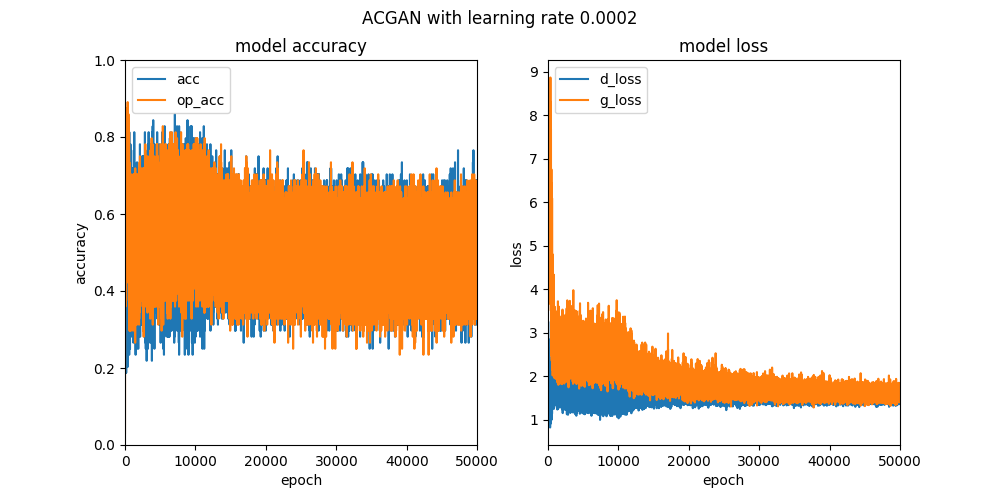 ACGAN with learning rate 0.0002
model accuracy
acc
op_acc
accuracy
1.0
0.8
0.6
0.4
0.2
0.0
0
10000
20000
30000
40000
50000
epoch
model loss
d_loss
g_loss
loss
9
8
7
6
5
4
3
2
1
0
10000
20000
30000
40000
50000
epoch